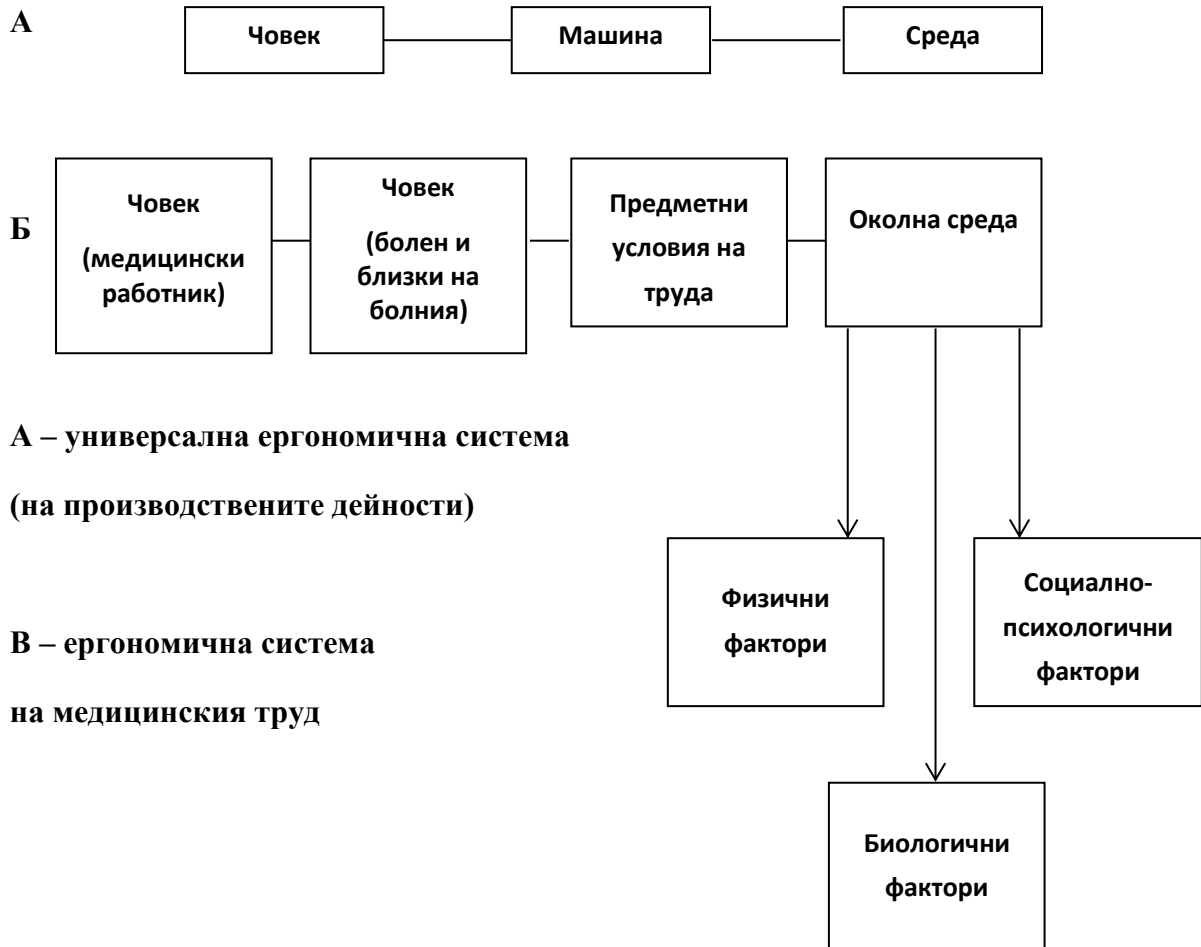 А
Човек
Машина
Среда
Б
Човек
(медицински
работник)
Човек
(болен и
близки на
болния)
Предметни
условия на
труда
Околна среда
А – универсална ергономична система
(на производствените дейности)
В – ергономична система
на медицинския труд
Физични
фактори
Социално-
психологични
фактори
Биологични
фактори